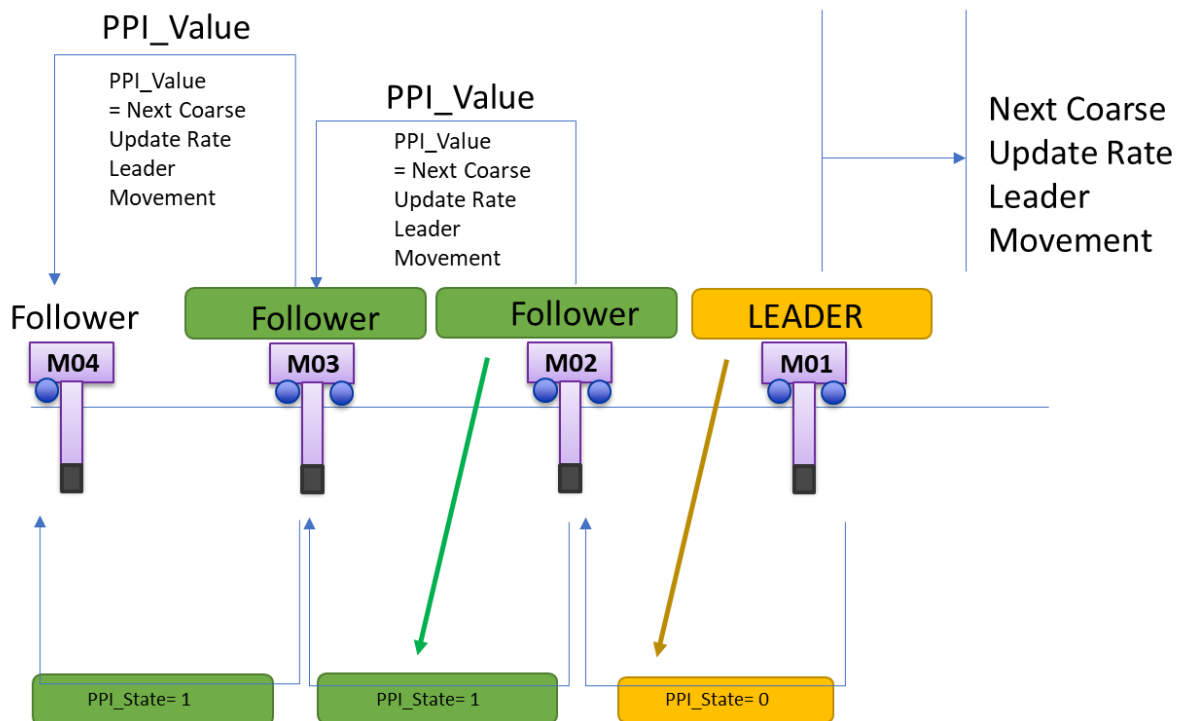 PPI_Value
PPI_Value
= Next Coarse
Update Rate
Leader
Movement
PPI_Value
PPI_Value
= Next Coarse
Update Rate
Leader
Movement
Next Coarse
Update Rate
Leader
Movement
Follower
Follower
Follower
LEADER
M04
M03
M02
M01
PPI_State= 1
PPI_State= 1
PPI_State= 0